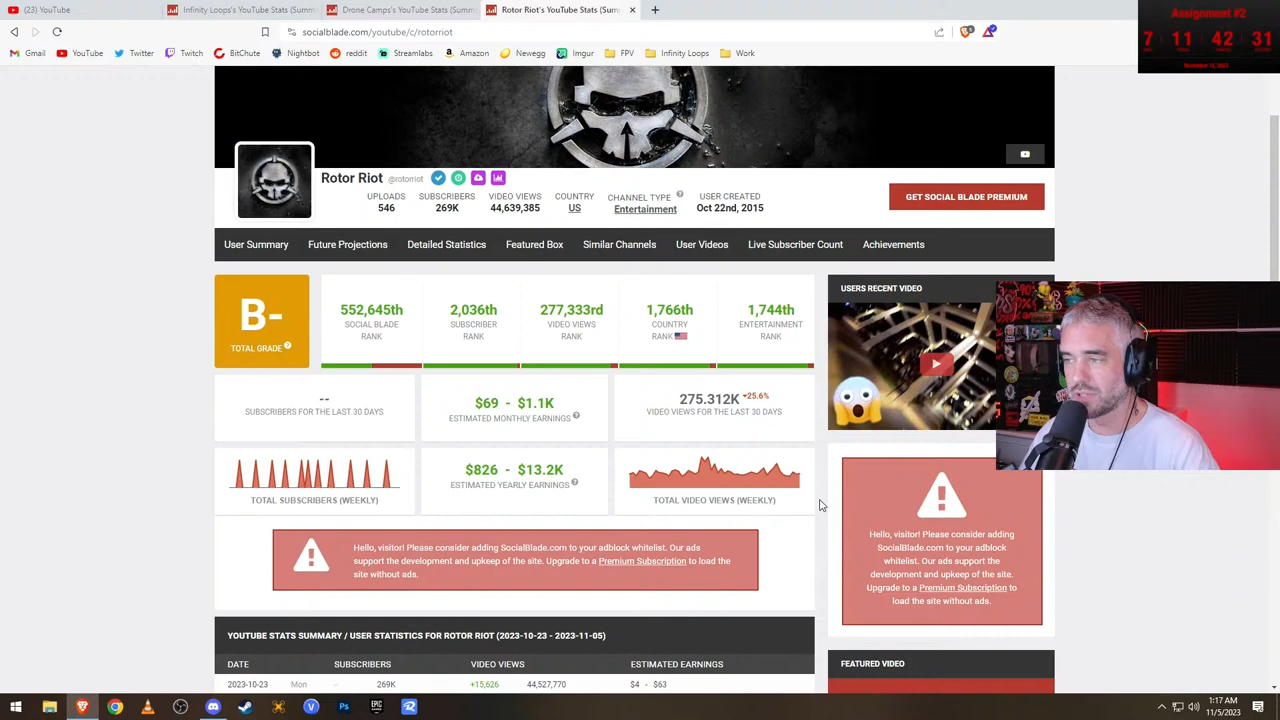 (23) YouTube
Infinity Loops's YouTube Stats (Summ
Drone Camps's YouTube Stats (Summ
Rotor Riot's YouTube Stats (Summ
socialblade.com/youtube/c/rotorriot
Gmail YouTube Twitter Twitch BitChute Nightbot reddit Streamlabs Amazon Newegg Imgur FPV Infinity Loops Work
Assignment #2
7 11 42 31
Rotor Riot @rotorriot
UPLOADS SUBSCRIBERS VIDEO VIEWS COUNTRY CHANNEL TYPE USER CREATED
546 269K 44,639,385 US Entertainment Oct 22nd, 2015
GET SOCIAL BLADE PREMIUM
User Summary Future Projections Detailed Statistics Featured Box Similar Channels User Videos Live Subscriber Count Achievements
B-
TOTAL GRADE
552,645th
SOCIAL BLADE
RANK
2,036th
SUBSCRIBER
RANK
277,333rd
VIDEO VIEWS
RANK
1,766th
COUNTRY
RANK
1,744th
ENTERTAINMENT
RANK
USERS RECENT VIDEO
--
SUBSCRIBERS FOR THE LAST 30 DAYS
$69 - $1.1K
ESTIMATED MONTHLY EARNINGS
275.312K 25.6%
VIDEO VIEWS FOR THE LAST 30 DAYS
TOTAL SUBSCRIBERS (WEEKLY)
$826 - $13.2K
ESTIMATED YEARLY EARNINGS
TOTAL VIDEO VIEWS (WEEKLY)
Hello, visitor! Please consider adding SocialBlade.com to your adblock whitelist. Our ads
support the development and upkeep of the site. Upgrade to a Premium Subscription to load the
site without ads.
Hello, visitor! Please consider adding
SocialBlade.com to your adblock
whitelist. Our ads support the
development and upkeep of the site.
Upgrade to a Premium Subscription to
load the site without ads.
YOUTUBE STATS SUMMARY / USER STATISTICS FOR ROTOR RIOT (2023-10-23 - 2023-11-05)
DATE SUBSCRIBERS VIDEO VIEWS ESTIMATED EARNINGS
2023-10-23 Mon -- 269K +15,626 44,527,770 $4 - $63
FEATURED VIDEO
1:17 AM
11/5/2023